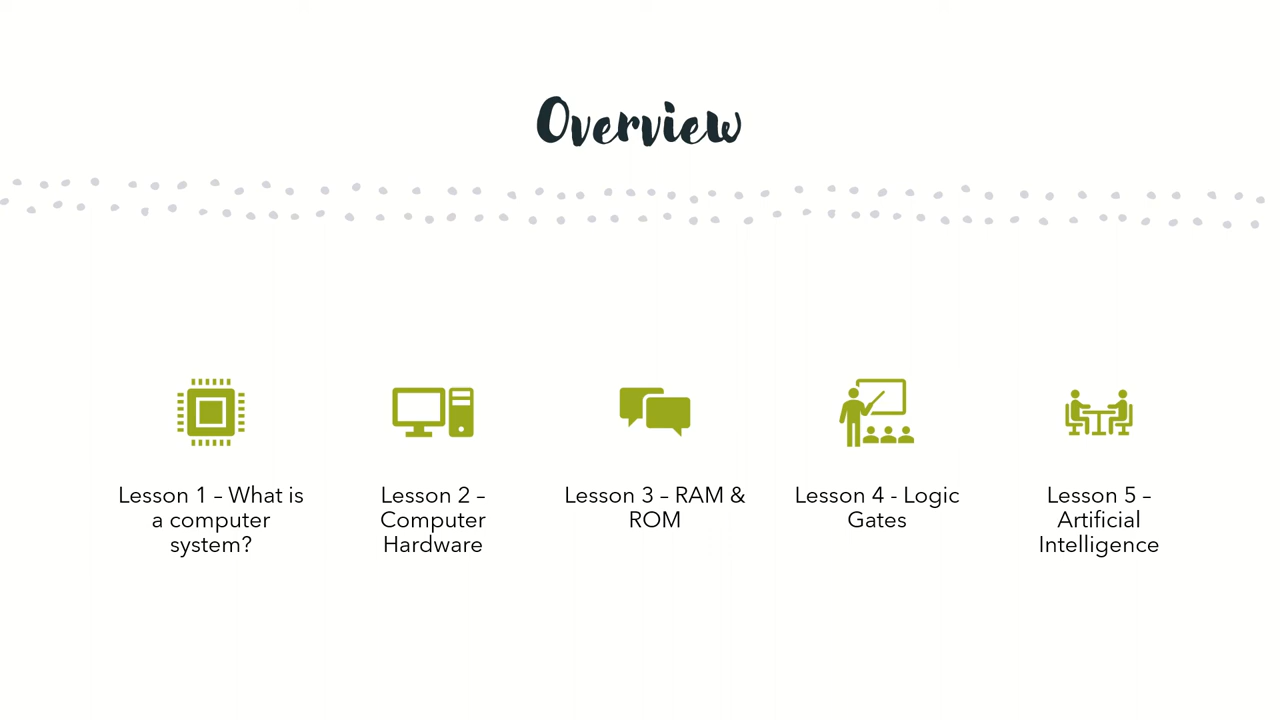 Overview
Lesson 1 – What is
a computer
system?
Lesson 2 –
Computer
Hardware
Lesson 3 – RAM &
ROM
Lesson 4 - Logic
Gates
Lesson 5 –
Artificial
Intelligence